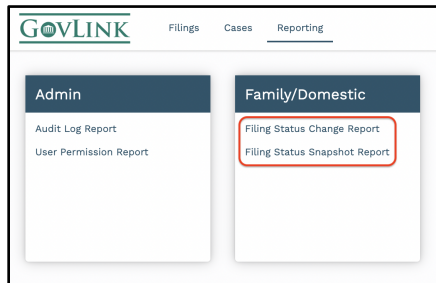 GOVLINK
Filings Cases Reporting
Admin
Audit Log Report
User Permission Report
Family/Domestic
Filing Status Change Report
Filing Status Snapshot Report